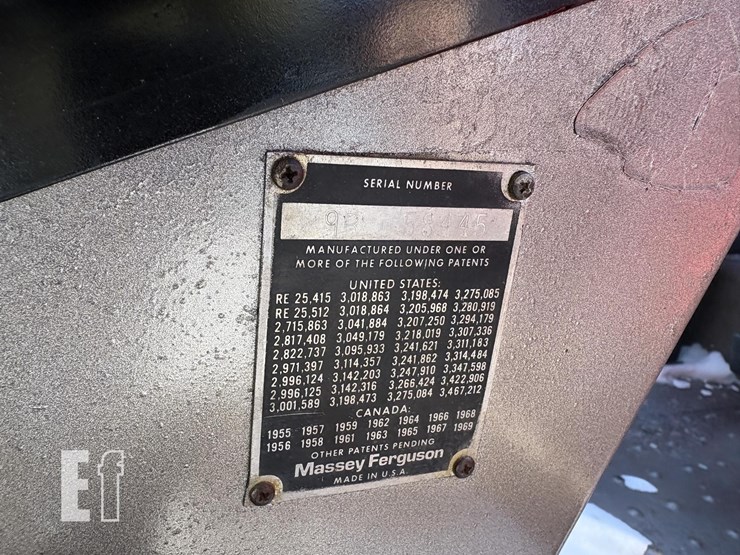 SERIAL NUMBER
MANUFACTURED UNDER ONE OR
MORE OF THE FOLLOWING PATENTS
UNITED STATES:
RE 25,415 3,018,863 3,198,474 3,275,085
RE 25,512 3,018,864 3,205,968 3,280,919
2,715,863 3,041,884 3,207,250 3,294,179
2,817,408 3,049,179 3,218,019 3,307,336
2,822,737 3,095,933 3,241,621 3,311,183
2,971,397 3,114,357 3,241,862 3,314,484
2,996,124 3,142,203 3,247,910 3,347,598
2,996,125 3,142,316 3,266,424 3,422,906
3,001,589 3,198,473 3,275,084 3,467,212
CANADA:
1955 1957 1959 1962 1964 1966 1968
1956 1958 1961 1963 1965 1967 1969
OTHER PATENTS PENDING
Massey Ferguson
MADE IN U.S.A.
Ef